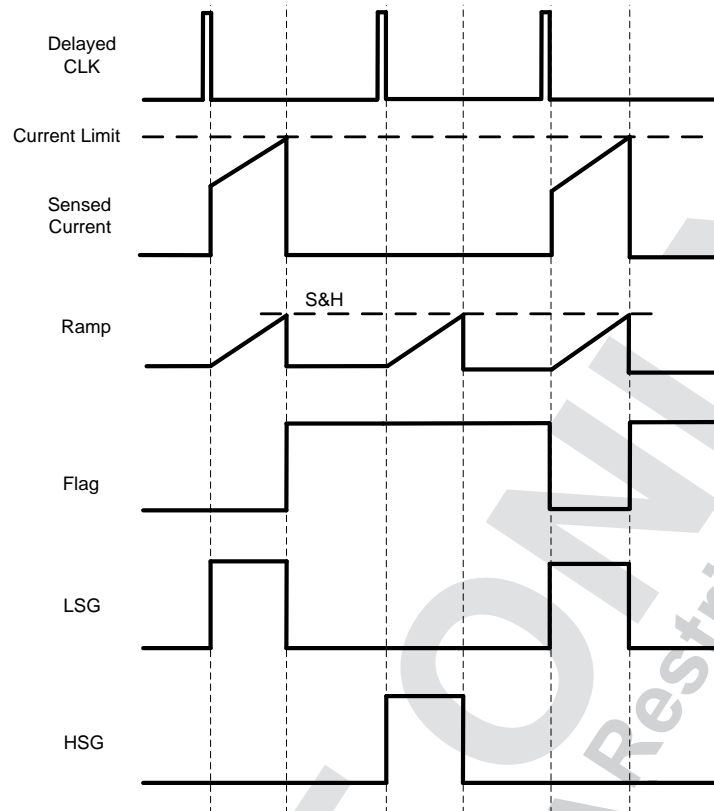 Delayed
CLK
Current Limit
Sensed
Current
S&H
Ramp
Flag
LSG
HSG